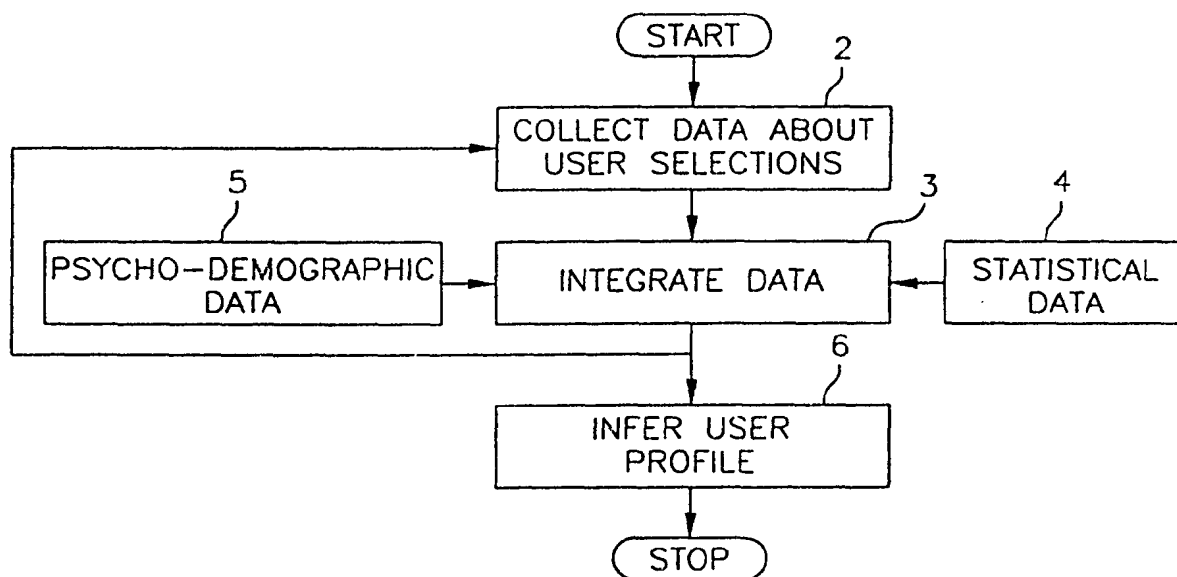 START
2
COLLECT DATA ABOUT
USER SELECTIONS
5
3
4
PSYCHO-DEMOGRAPHIC
DATA
INTEGRATE DATA
STATISTICAL
DATA
6
INFER USER
PROFILE
STOP